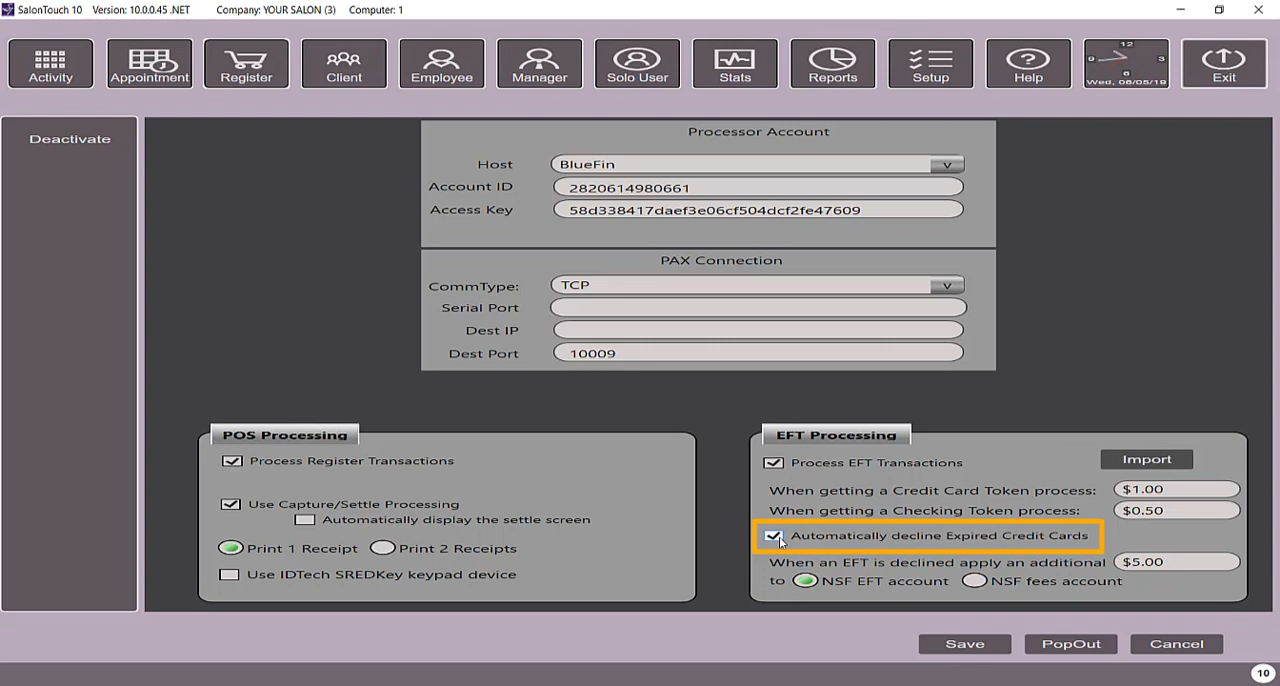 SalonTouch 10 Version: 10.0.0.45 .NET Company: YOUR SALON (3) Computer: 1
Activity Appointment Register Client Employee Manager Solo User Stats Reports Setup Help 12 9 3 6 Wed, 06/05/19 Exit
Deactivate
Processor Account
Host BlueFin v
Account ID 2820614980661
Access Key 58d338417daef3e06cf504dcf2fe47609
PAX Connection
CommType: TCP v
Serial Port
Dest IP
Dest Port 10009
POS Processing
Process Register Transactions
Use Capture/Settle Processing
Automatically display the settle screen
Print 1 Receipt Print 2 Receipts
Use IDTech SREDKey keypad device
EFT Processing
Process EFT Transactions Import
When getting a Credit Card Token process: $1.00
When getting a Checking Token process: $0.50
Automatically decline Expired Credit Cards
When an EFT is declined apply an additional $5.00
to NSF EFT account NSF fees account
Save PopOut Cancel
10